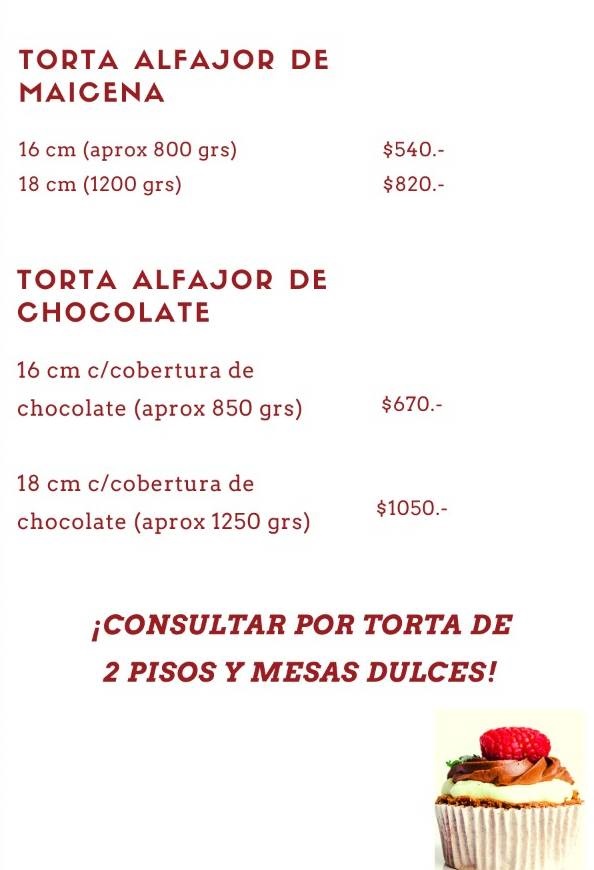 TORTA ALFAJOR DE
MAICENA
16 cm (aprox 800 grs) $540.-
18 cm (1200 grs) $820.-
TORTA ALFAJOR DE
CHOCOLATE
16 cm c/cobertura de
chocolate (aprox 850 grs) $670.-
18 cm c/cobertura de
chocolate (aprox 1250 grs) $1050.-
¡CONSULTAR POR TORTA DE
2 PISOS Y MESAS DULCES!